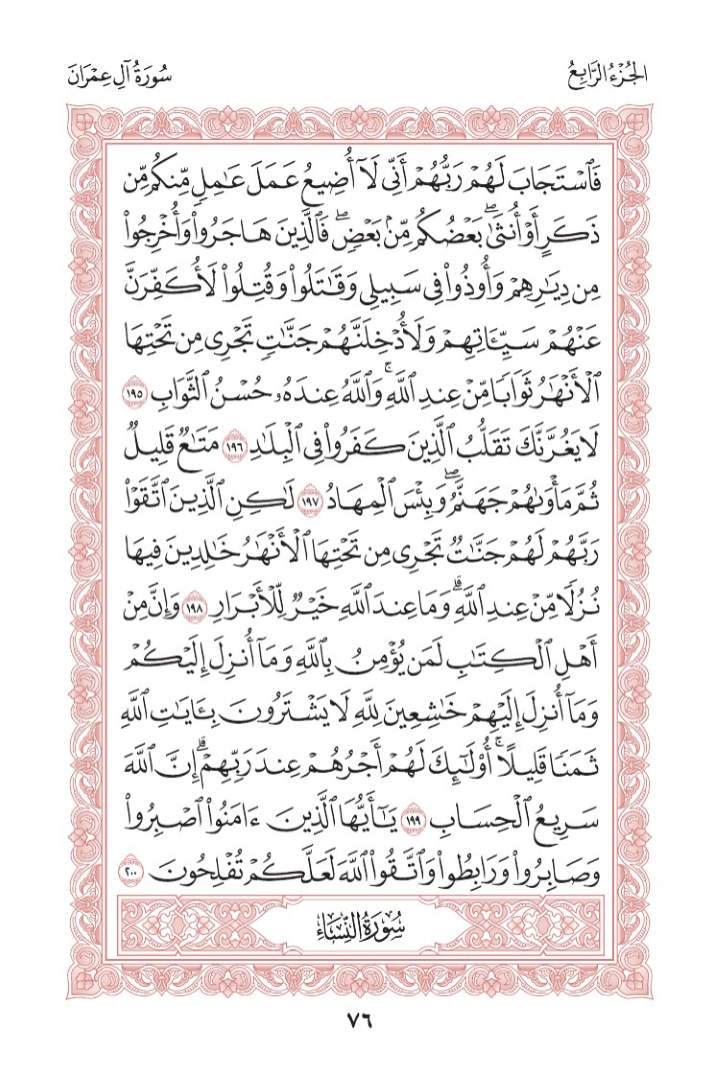 الجُزْءُ الرَّابِعُ
سُورَةُ آلِ عِمْرَانَ
فَٱسْتَجَابَ لَهُمْ رَبُّهُمْ أَنِّى لَآ أُضِيعُ عَمَلَ عَـٰمِلٍ مِّنكُم مِّن
ذَكَرٍ أَوْ أُنثَىٰ ۖ بَعْضُكُم مِّنۢ بَعْضٍ ۖ فَٱلَّذِينَ هَاجَرُوا۟ وَأُخْرِجُوا۟
مِن دِيَـٰرِهِمْ وَأُوذُوا۟ فِى سَبِيلِى وَقَـٰتَلُوا۟ وَقُتِلُوا۟ لَأُكَفِّرَنَّ
عَنْهُمْ سَيِّـَٔاتِهِمْ وَلَأُدْخِلَنَّهُمْ جَنَّـٰتٍ تَجْرِى مِن تَحْتِهَا
ٱلْأَنْهَـٰرُ ثَوَابًا مِّنْ عِندِ ٱللَّهِ ۚ وَٱللَّهُ عِندَهُۥ حُسْنُ ٱلثَّوَابِ ١٩٥
لَا يَغُرَّنَّكَ تَقَلُّبُ ٱلَّذِينَ كَفَرُوا۟ فِى ٱلْبِلَـٰدِ ١٩٦ مَتَـٰعٌ قَلِيلٌ
ثُمَّ مَأْوَىٰهُمْ جَهَنَّمُ ۖ وَبِئْسَ ٱلْمِهَادُ ١٩٧ لَـٰكِنِ ٱلَّذِينَ ٱتَّقَوْا۟
رَبَّهُمْ لَهُمْ جَنَّـٰتٌ تَجْرِى مِن تَحْتِهَا ٱلْأَنْهَـٰرُ خَـٰلِدِينَ فِيهَا
نُزُلًا مِّنْ عِندِ ٱللَّهِ ۗ وَمَا عِندَ ٱللَّهِ خَيْرٌ لِّلْأَبْرَارِ ١٩٨ وَإِنَّ مِنْ
أَهْلِ ٱلْكِتَـٰبِ لَمَن يُؤْمِنُ بِٱللَّهِ وَمَآ أُنزِلَ إِلَيْكُمْ
وَمَآ أُنزِلَ إِلَيْهِمْ خَـٰشِعِينَ لِلَّهِ لَا يَشْتَرُونَ بِـَٔايَـٰتِ ٱللَّهِ
ثَمَنًا قَلِيلًا ۗ أُو۟لَـٰٓئِكَ لَهُمْ أَجْرُهُمْ عِندَ رَبِّهِمْ ۗ إِنَّ ٱللَّهَ
سَرِيعُ ٱلْحِسَابِ ١٩٩ يَـٰٓأَيُّهَا ٱلَّذِينَ ءَامَنُوا۟ ٱصْبِرُوا۟
وَصَابِرُوا۟ وَرَابِطُوا۟ وَٱتَّقُوا۟ ٱللَّهَ لَعَلَّكُمْ تُفْلِحُونَ ٢٠٠
سُورَةُ النِّسَاءِ
٧٦